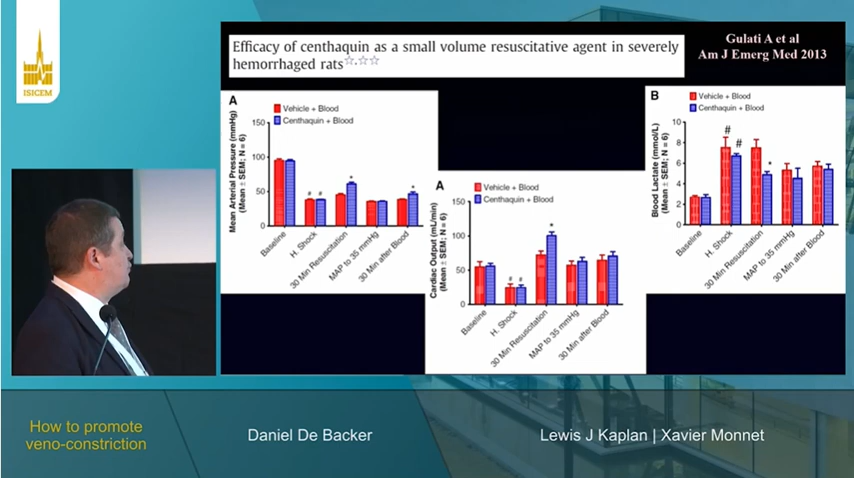 ISICEM
Efficacy of centhaquin as a small volume resuscitative agent in severely
hemorrhaged rats☆,☆☆
Gulati A et al
Am J Emerg Med 2013
A
Vehicle + Blood
Centhaquin + Blood
Mean Arterial Pressure (mmHg)
(Mean ± SEM; N = 6)
150
100
50
0
# #
*
*
Baseline
H. Shock
30 Min Resuscitation
MAP to 35 mmHg
30 Min after Blood
A
Vehicle + Blood
Centhaquin + Blood
Cardiac Output (mL/min)
(Mean ± SEM; N = 6)
150
100
50
0
# #
*
Baseline
H. Shock
30 Min Resuscitation
MAP to 35 mmHg
30 Min after Blood
B
Vehicle + Blood
Centhaquin + Blood
Blood Lactate (mmol/L)
(Mean ± SEM; N = 6)
10
8
6
4
2
0
#
#
*
Baseline
H. Shock
30 Min Resuscitation
MAP to 35 mmHg
30 Min after Blood
How to promote
veno-constriction
Daniel De Backer
Lewis J Kaplan | Xavier Monnet